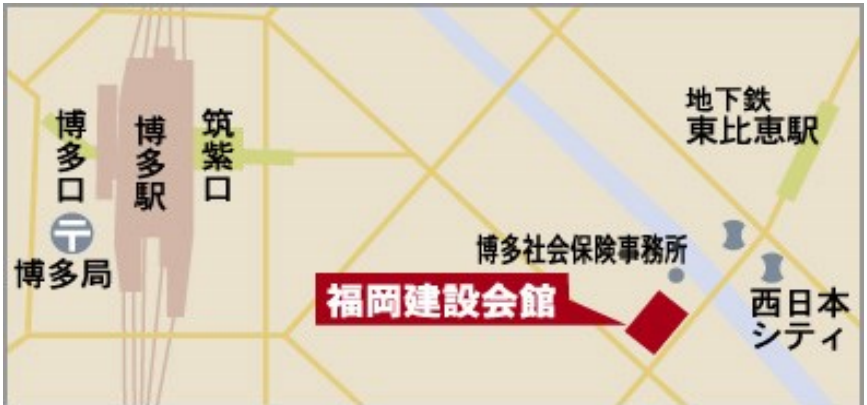 博多口
博多駅
筑紫口
地下鉄
東比恵駅
〒
博多局
博多社会保険事務所
福岡建設会館
西日本
シティ